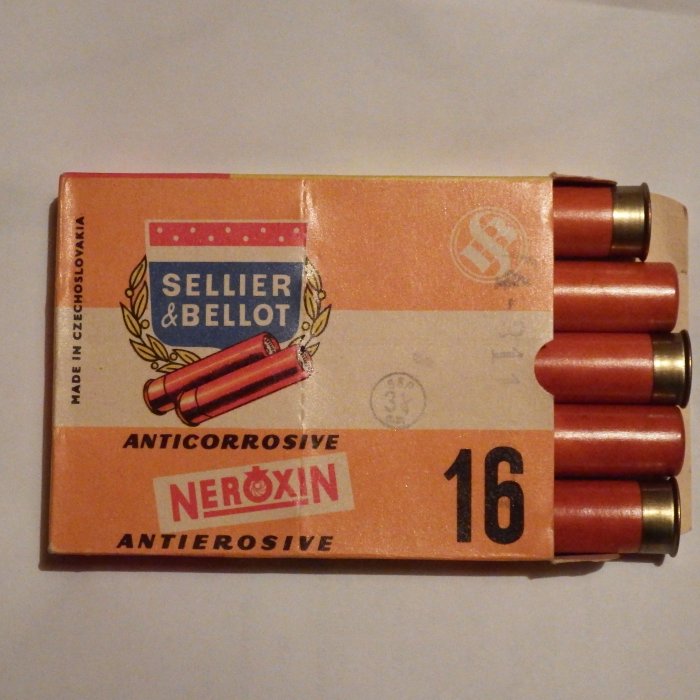 MADE IN CZECHOSLOVAKIA
SELLIER
& BELLOT
ANTICORROSIVE
NEROXIN
ANTIEROSIVE
16